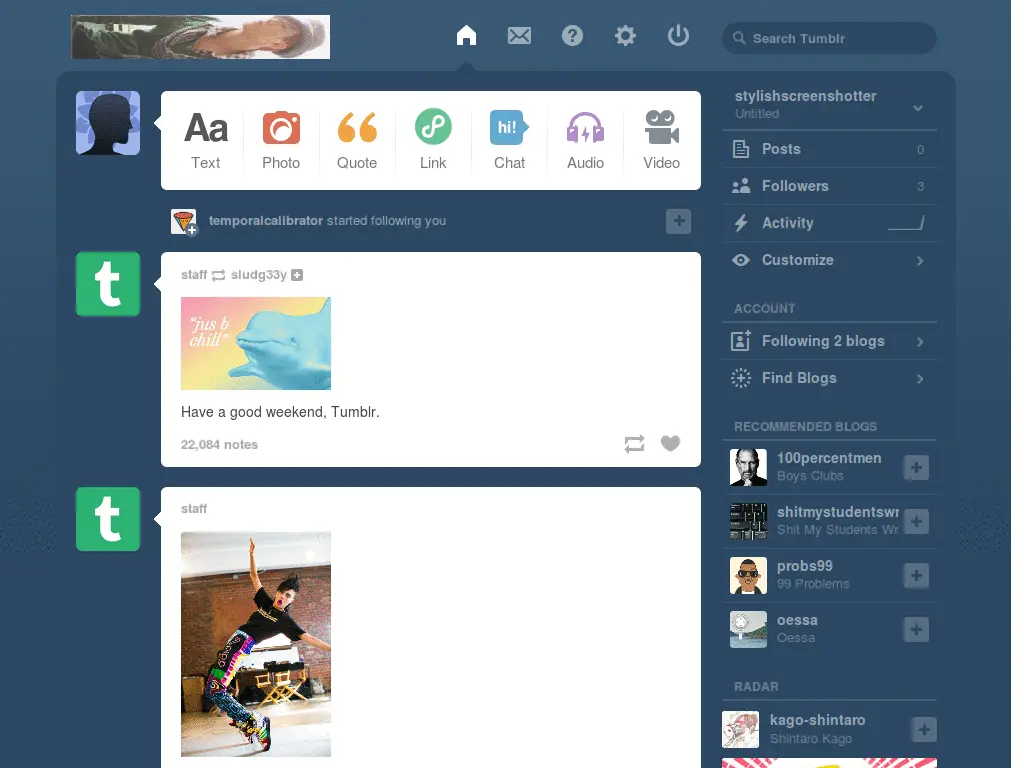 Search Tumblr
Aa
Text
Photo
Quote
Link
hi!
Chat
Audio
Video
temporalcalibrator started following you
t
staff sludg33y
"jus b
chill"
Have a good weekend, Tumblr.
22,084 notes
t
staff
stylishscreenshotter
Untitled
Posts 0
Followers 3
Activity
Customize
ACCOUNT
Following 2 blogs
Find Blogs
RECOMMENDED BLOGS
100percentmen
Boys Clubs
shitmystudentswr
Shit My Students Wr
probs99
99 Problems
oessa
Oessa
RADAR
kago-shintaro
Shintaro Kago